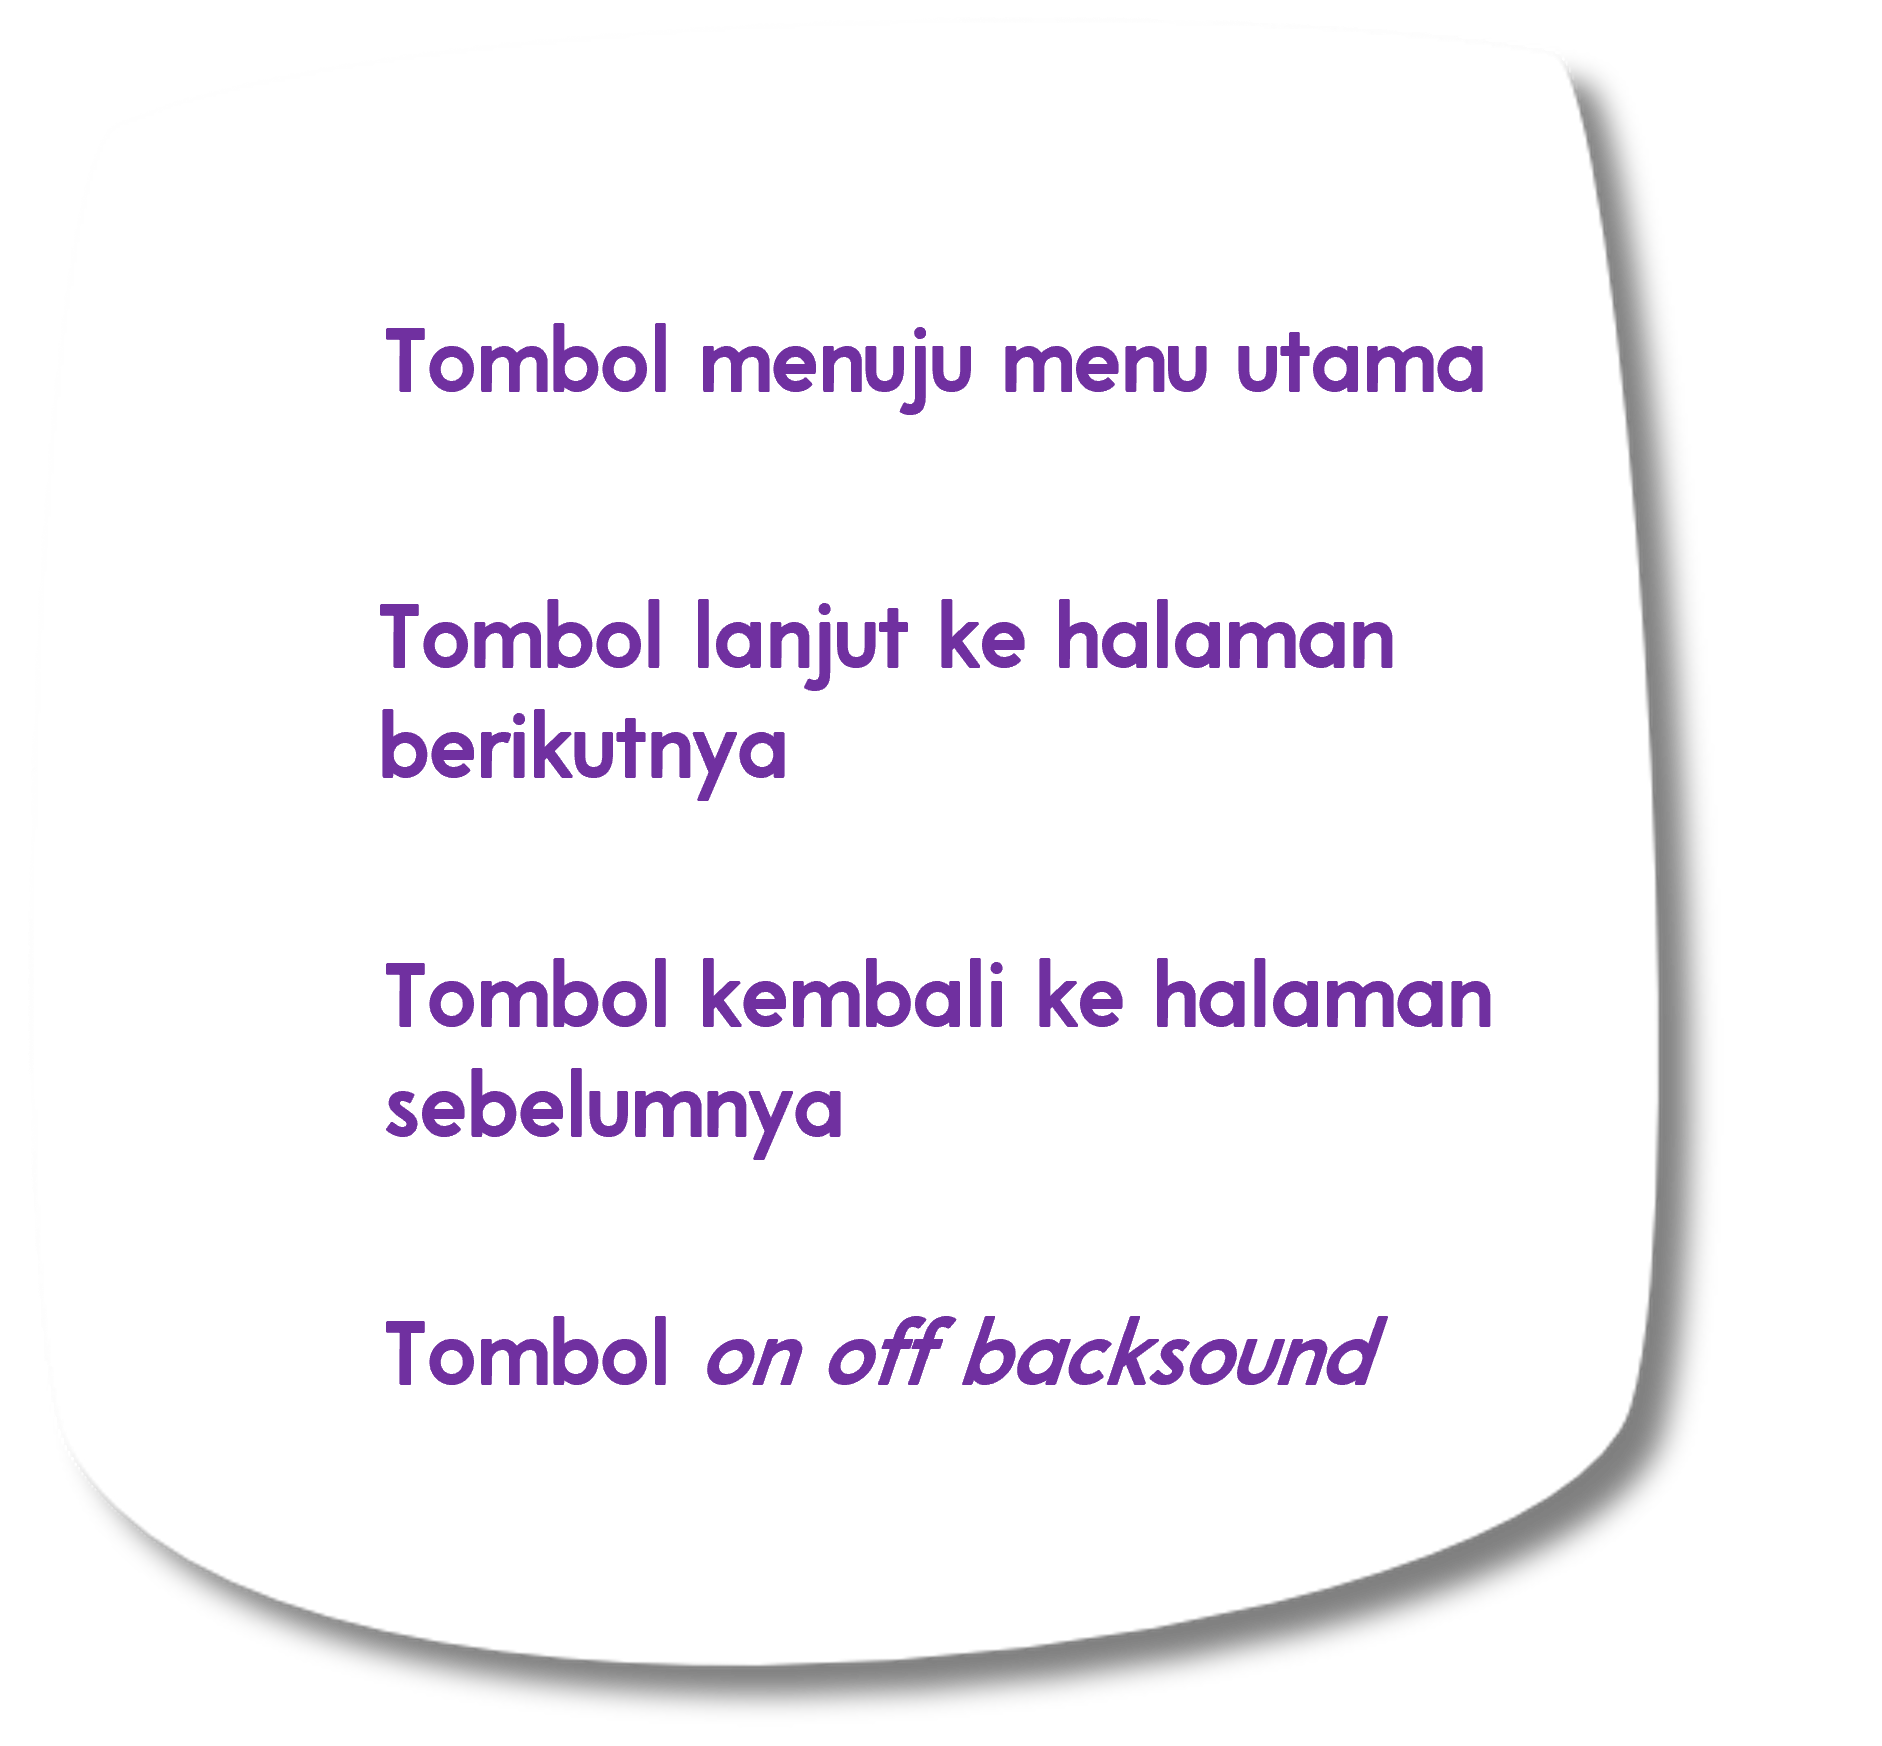 Tombol menuju menu utama
Tombol lanjut ke halaman
berikutnya
Tombol kembali ke halaman
sebelumnya
Tombol on off backsound